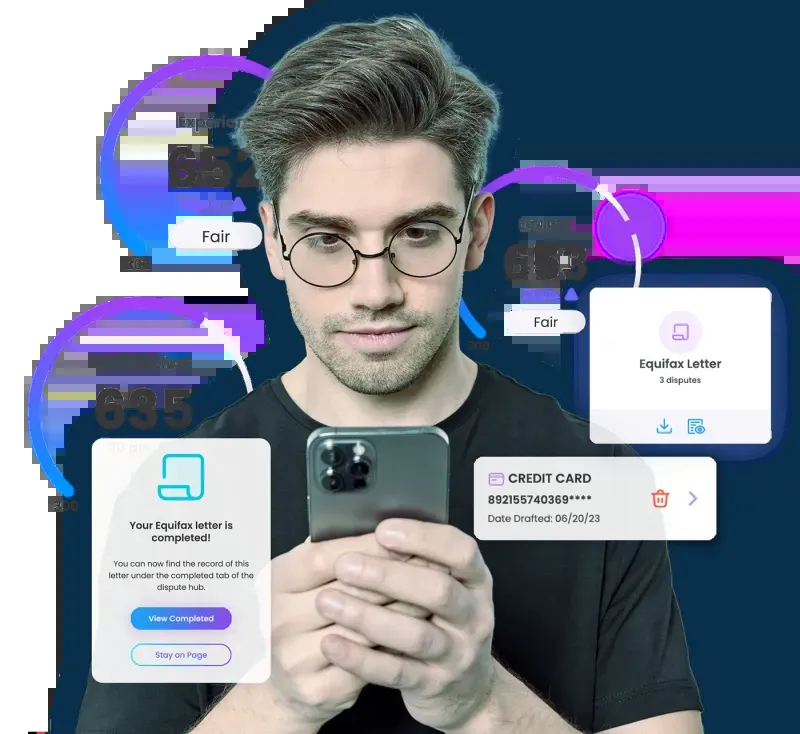 Experian
652
Fair
300
Fair
300
635
300
Equifax Letter
3 disputes
CREDIT CARD
892155740369****
Date Drafted: 06/20/23
Your Equifax letter is
completed!
You can now find the record of this
letter under the completed tab of the
dispute hub.
View Completed
Stay on Page